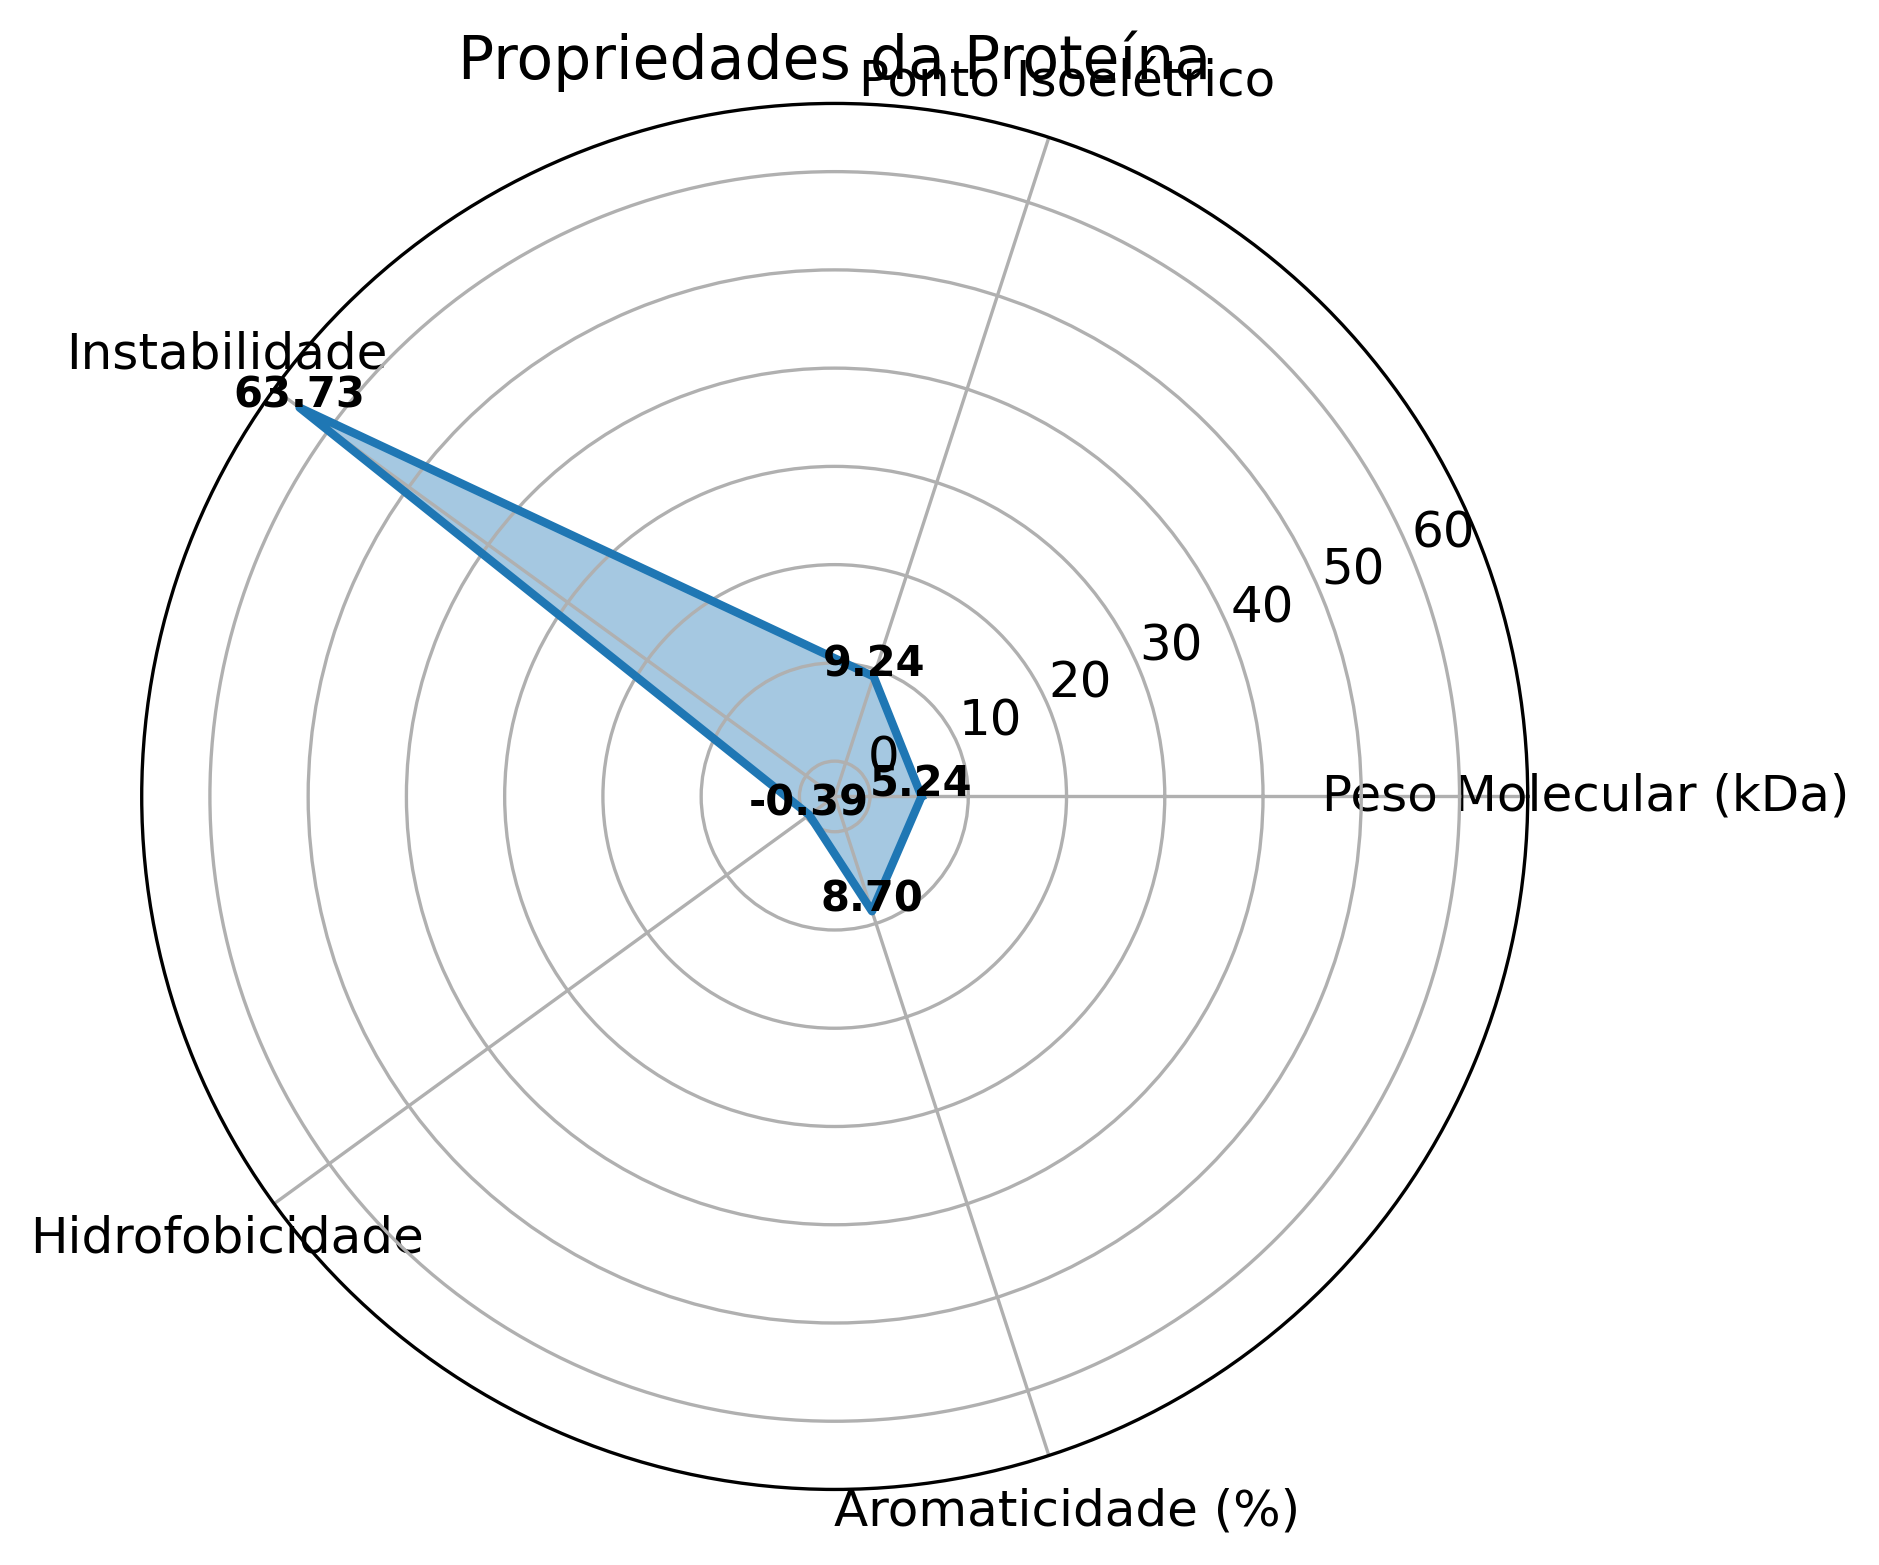 Propriedades da Proteína
Ponto Isoelétrico
Instabilidade
63.73
60
50
40
30
20
10
0
9.24
5.24
-0.39
Peso Molecular (kDa)
8.70
Hidrofobicidade
Aromaticidade (%)